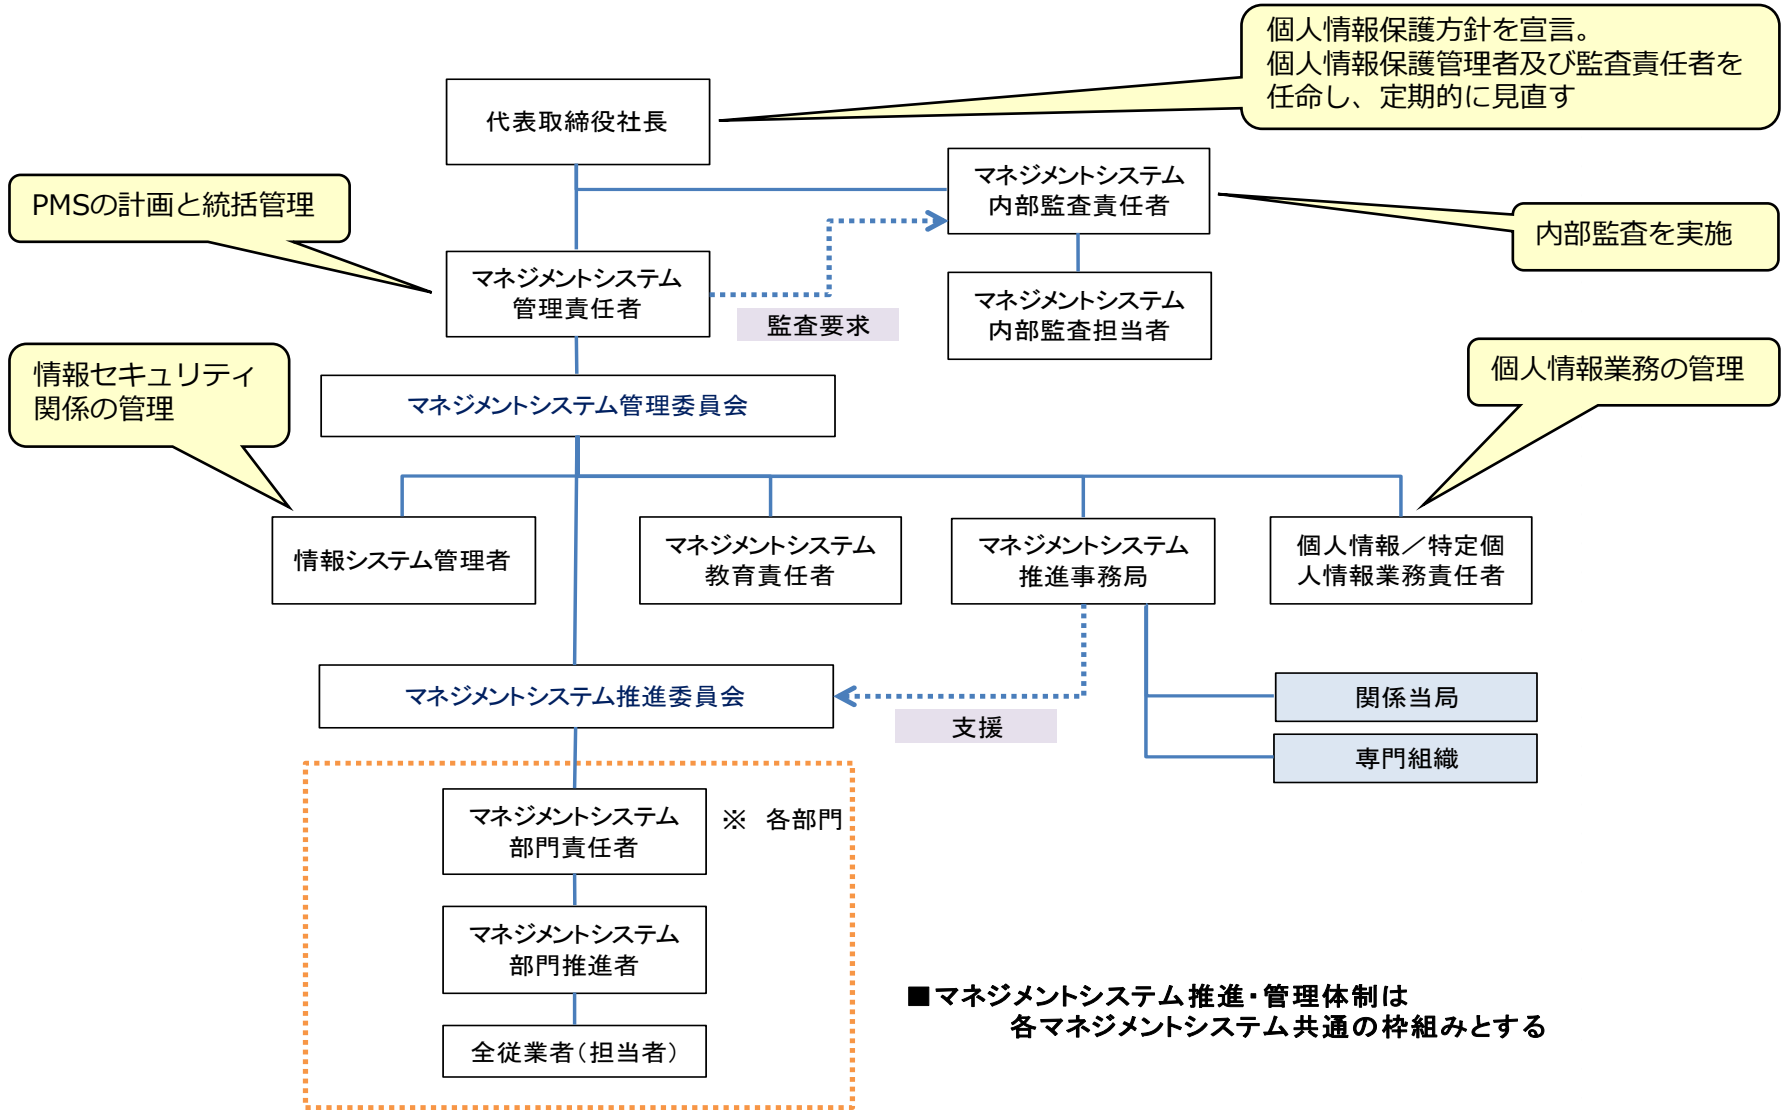 個人情報保護方針を宣言。
個人情報保護管理者及び監査責任者を
任命し、定期的に見直す
代表取締役社長
マネジメントシステム
内部監査責任者
PMSの計画と統括管理
内部監査を実施
マネジメントシステム
管理責任者
マネジメントシステム
内部監査担当者
監査要求
情報セキュリティ
関係の管理
個人情報業務の管理
マネジメントシステム管理委員会
情報システム管理者
マネジメントシステム
教育責任者
マネジメントシステム
推進事務局
個人情報／特定個
人情報業務責任者
マネジメントシステム推進委員会
関係当局
支援
専門組織
マネジメントシステム
部門責任者
※ 各部門
マネジメントシステム
部門推進者
■マネジメントシステム推進・管理体制は
各マネジメントシステム共通の枠組みとする
全従業者（担当者）